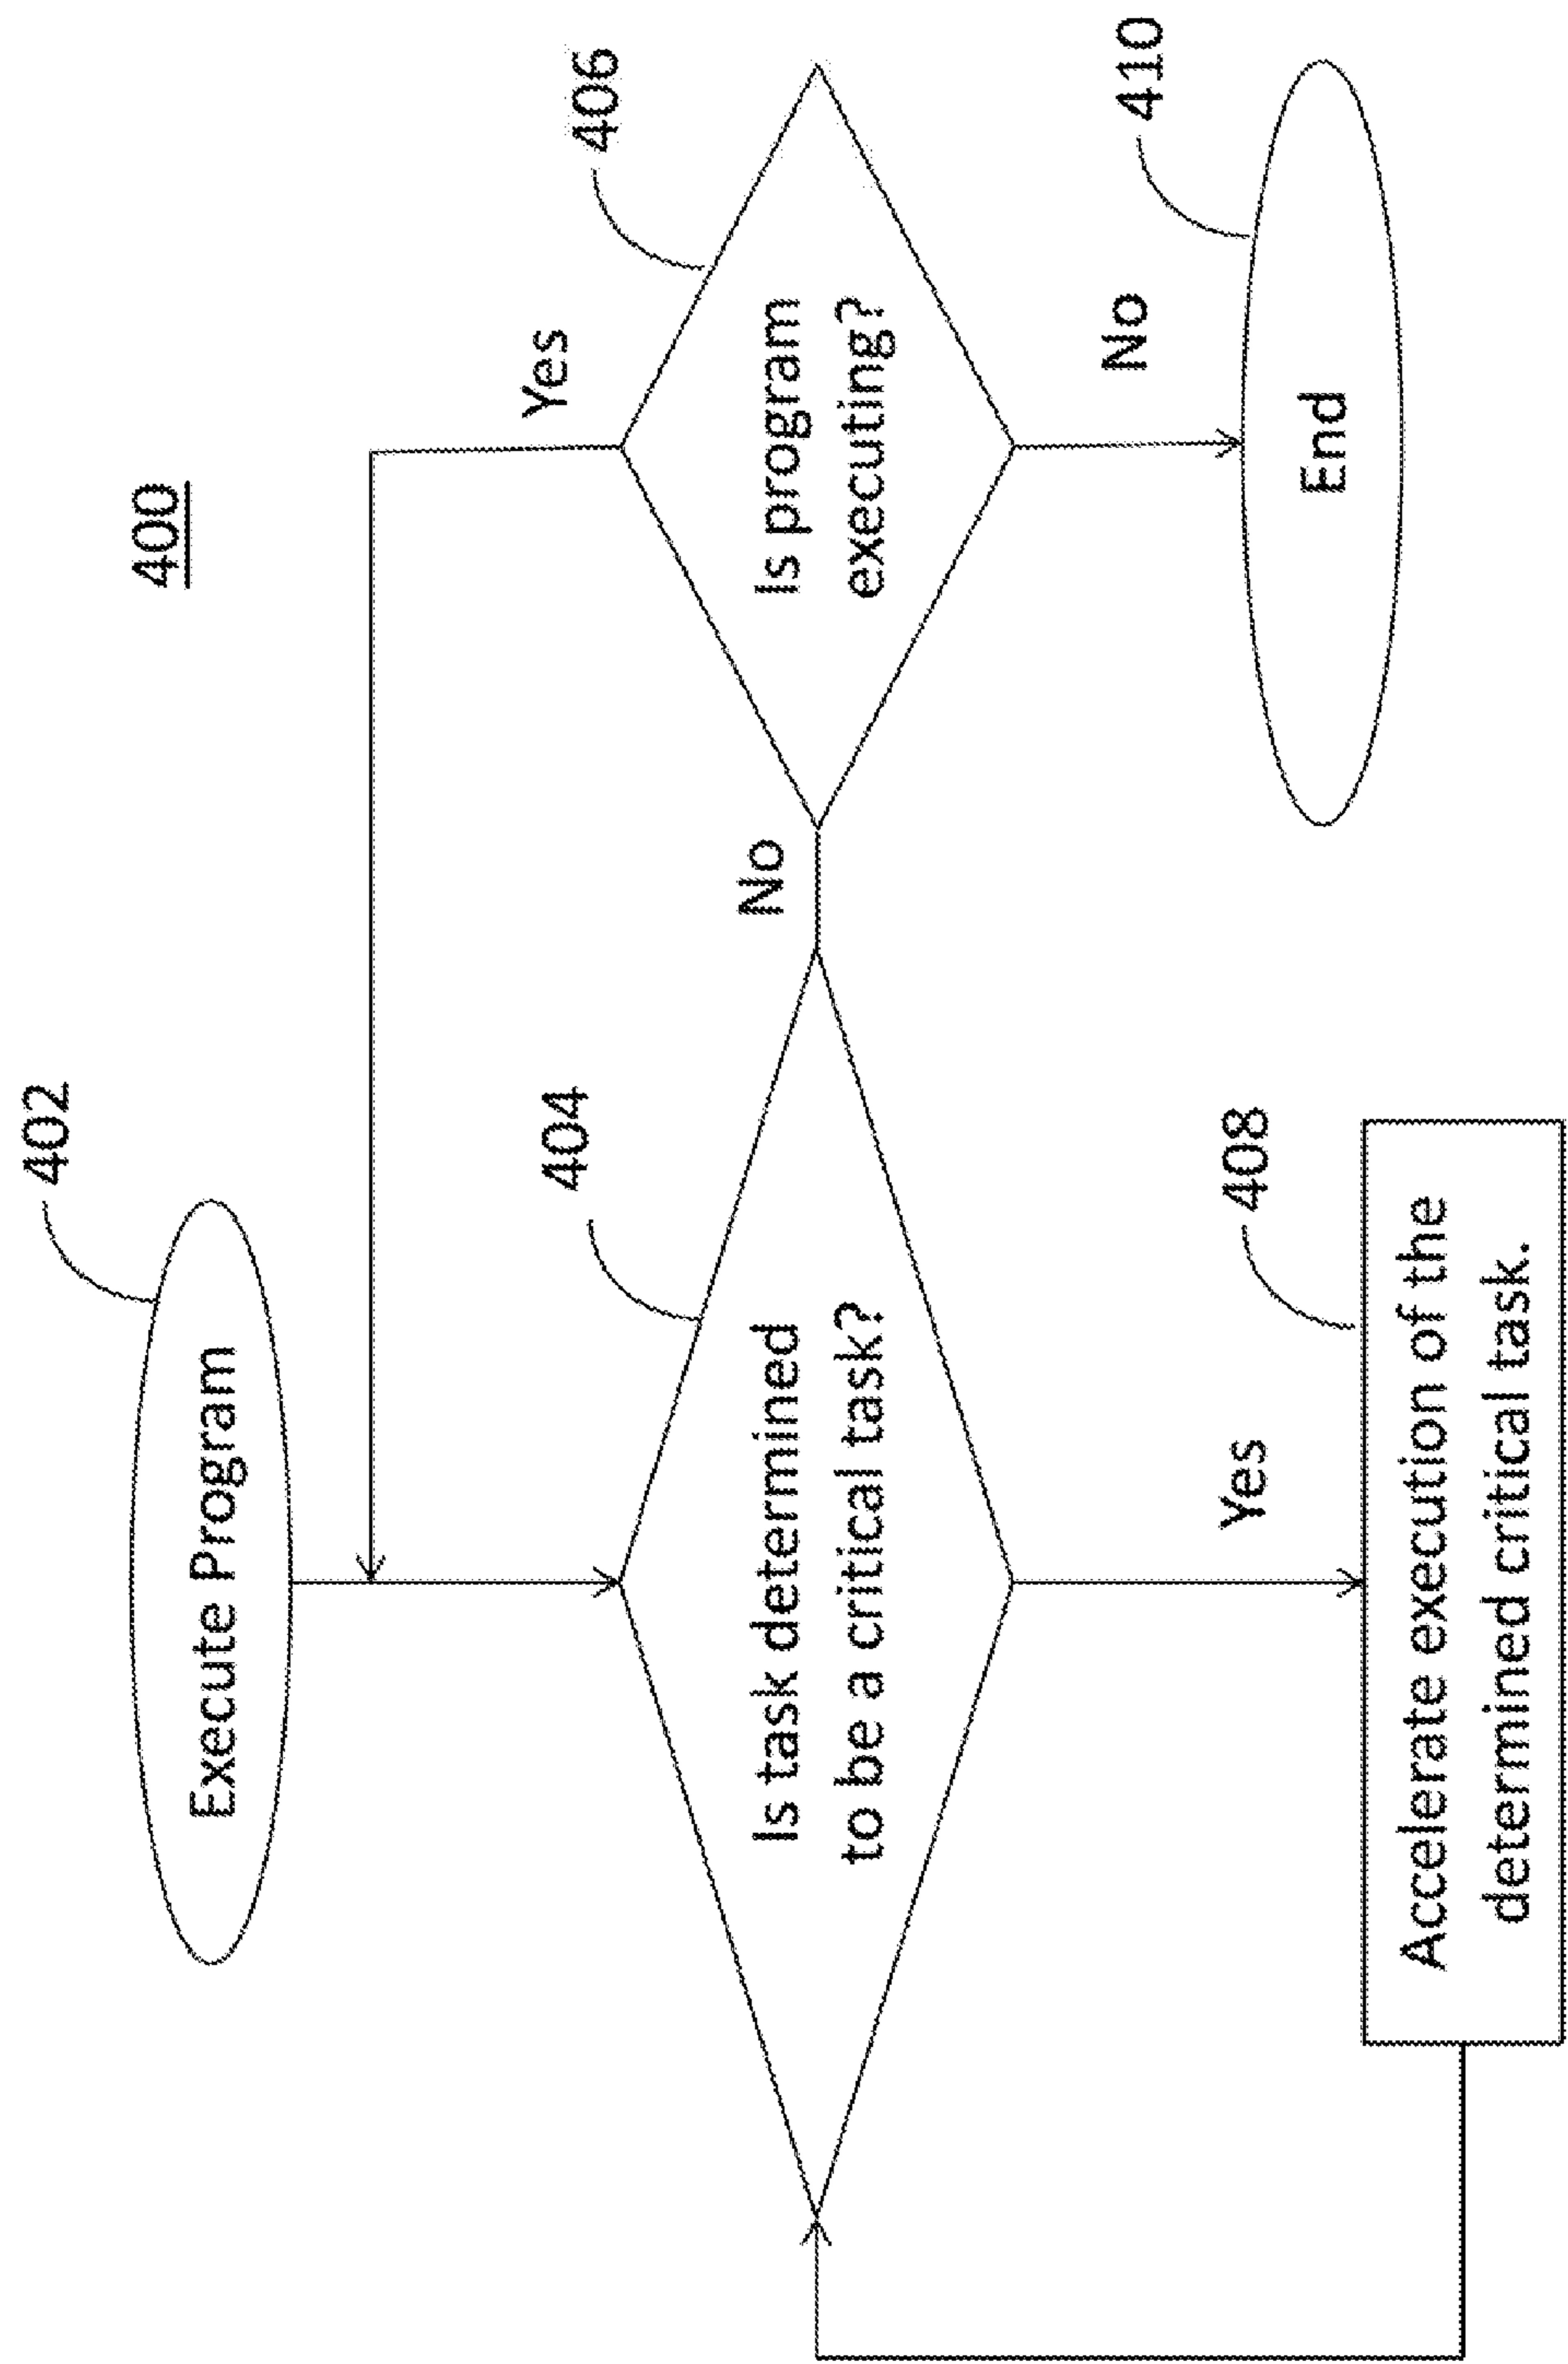 400
402
Execute Program
Yes
404
406
Is task determined
to be a critical task?
No
Is program
executing?
Yes
408
No
410
Accelerate execution of the
determined critical task.
End